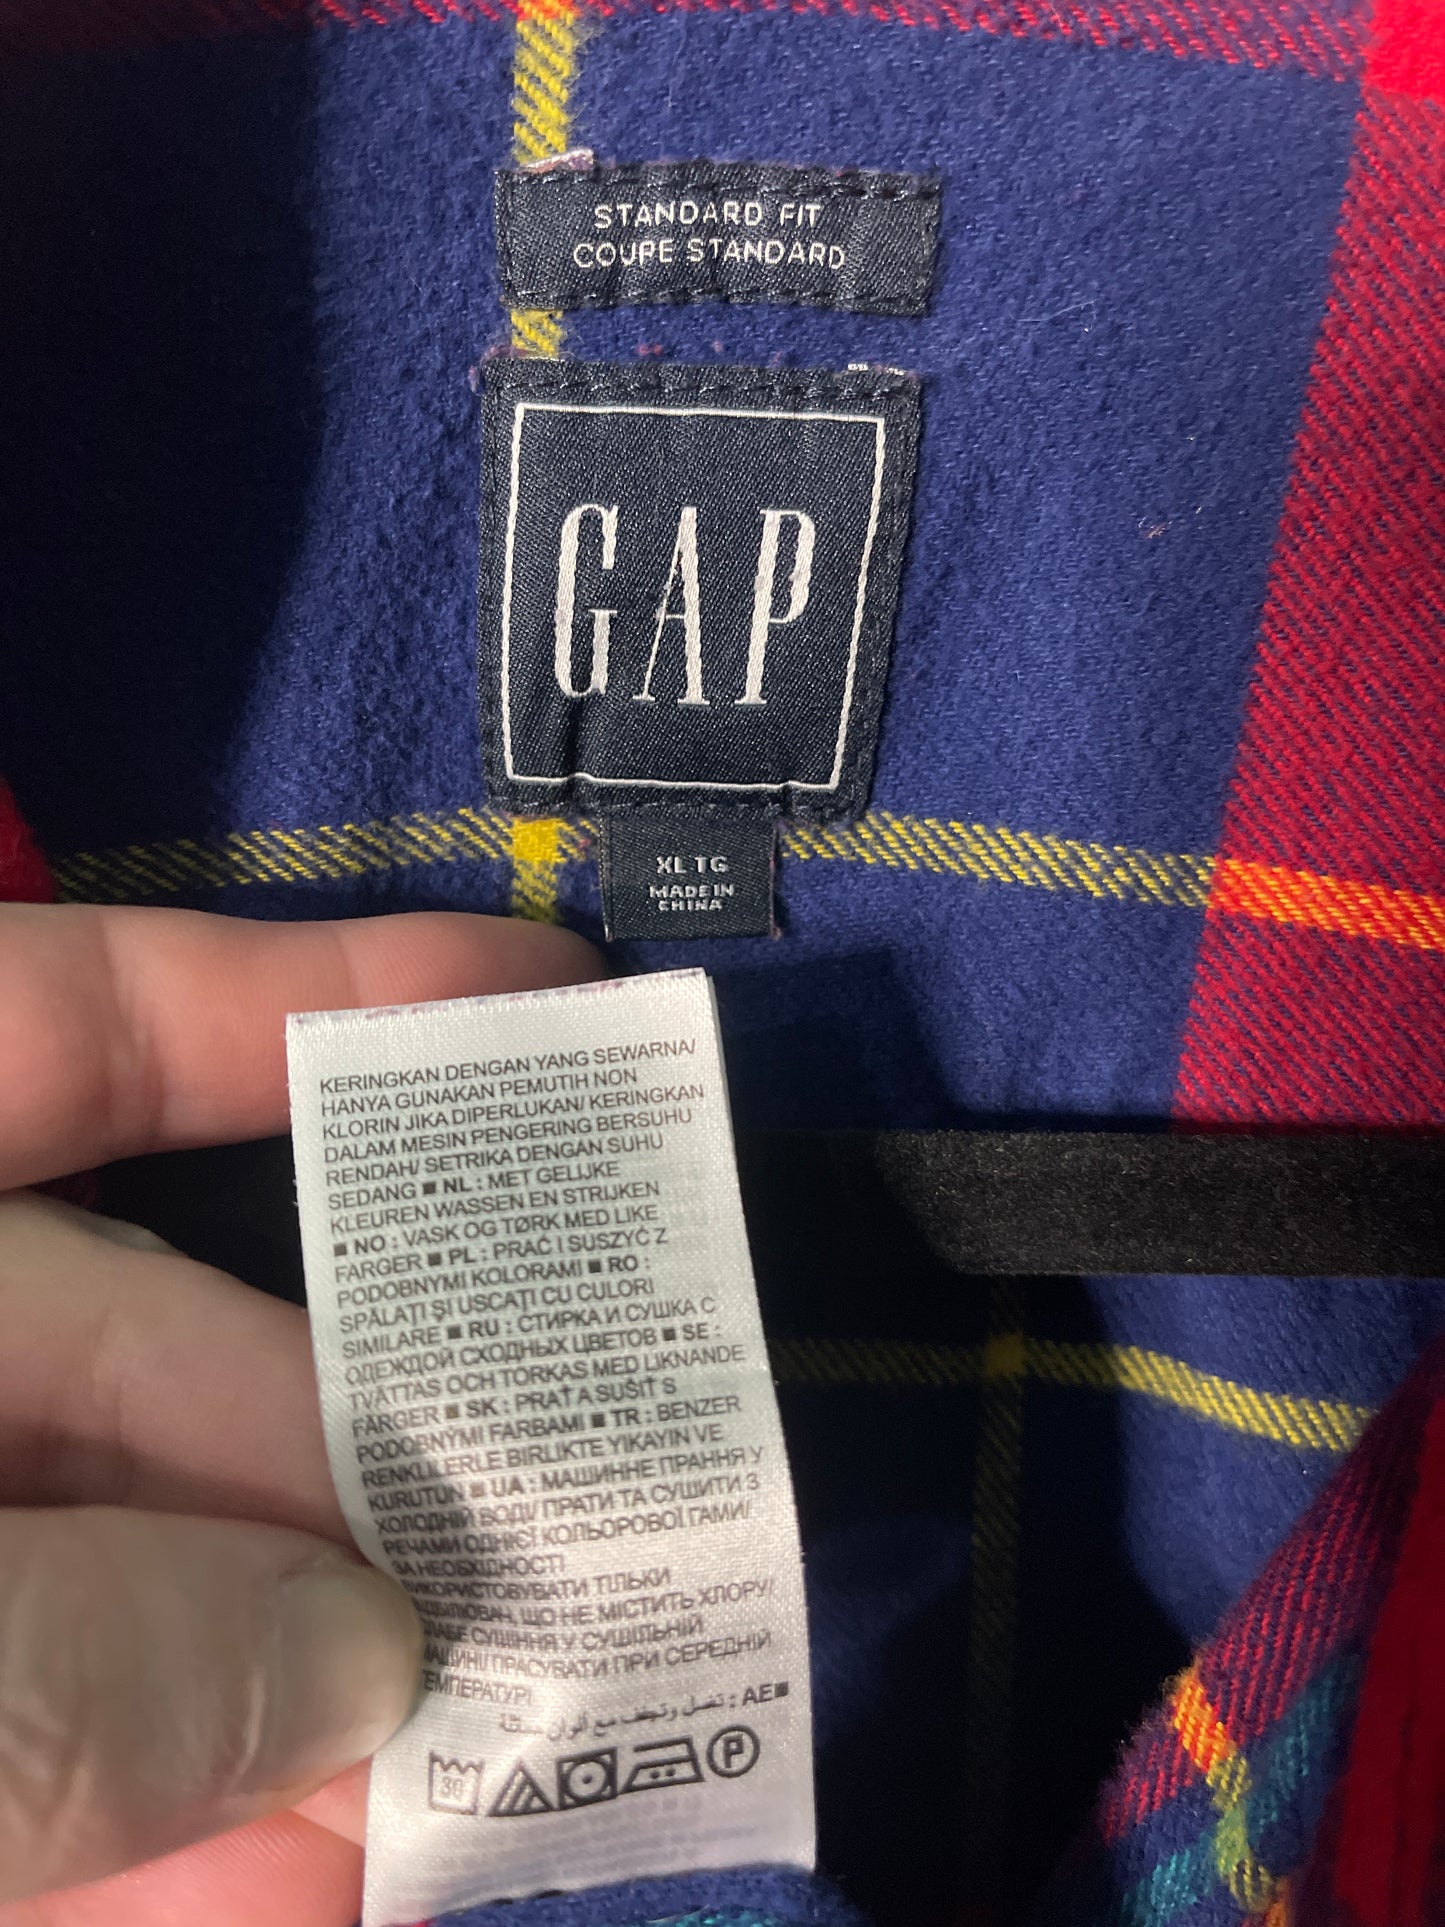 STANDARD FIT
COUPE STANDARD
GAP
XL TG
MADE IN
CHINA
KERINGKAN DENGAN YANG SEWARNA/
HANYA GUNAKAN PEMUTIH NON
KLORIN JIKA DIPERLUKAN/ KERINGKAN
DALAM MESIN PENGERING BERSUHU
RENDAH/ SETRIKA DENGAN SUHU
SEDANG ■ NL : MET GELIJKE
KLEUREN WASSEN EN STRIJKEN
■ NO : VASK OG TØRK MED LIKE
FARGER ■ PL : PRAĆ I SUSZYĆ Z
PODOBNYMI KOLORAMI ■ RO :
SPĂLAȚI ȘI USCAȚI CU CULORI
SIMILARE ■ RU : СТИРКА И СУШКА С
ОДЕЖДОЙ СХОДНЫХ ЦВЕТОВ ■ SE :
TVÄTTAS OCH TORKAS MED LIKNANDE
FÄRGER ■ SK : PRAŤ A SUŠIŤ S
PODOBNÝMI FARBAMI ■ TR : BENZER
RENKLILERLE BIRLIKTE YIKAYIN VE
KURUTUN ■ UA : МАШИННЕ ПРАННЯ У
ХОЛОДНІЙ ВОДІ/ ПРАТИ ТА СУШИТИ З
РЕЧАМИ ОДНІЄЇ КОЛЬОРОВОЇ ГАМИ/
ЗА НЕОБХІДНОСТІ
ВИКОРИСТОВУВАТИ ТІЛЬКИ
ВІДБІЛЮВАЧ, ЩО НЕ МІСТИТЬ ХЛОРУ/
СЛАБЕ СУШІННЯ У СУШІЛЬНІЙ
МАШИНІ/ ПРАСУВАТИ ПРИ СЕРЕДНІЙ
ТЕМПЕРАТУРІ
■AE : تغسل وتجفف مع ألوان مماثلة
30 P